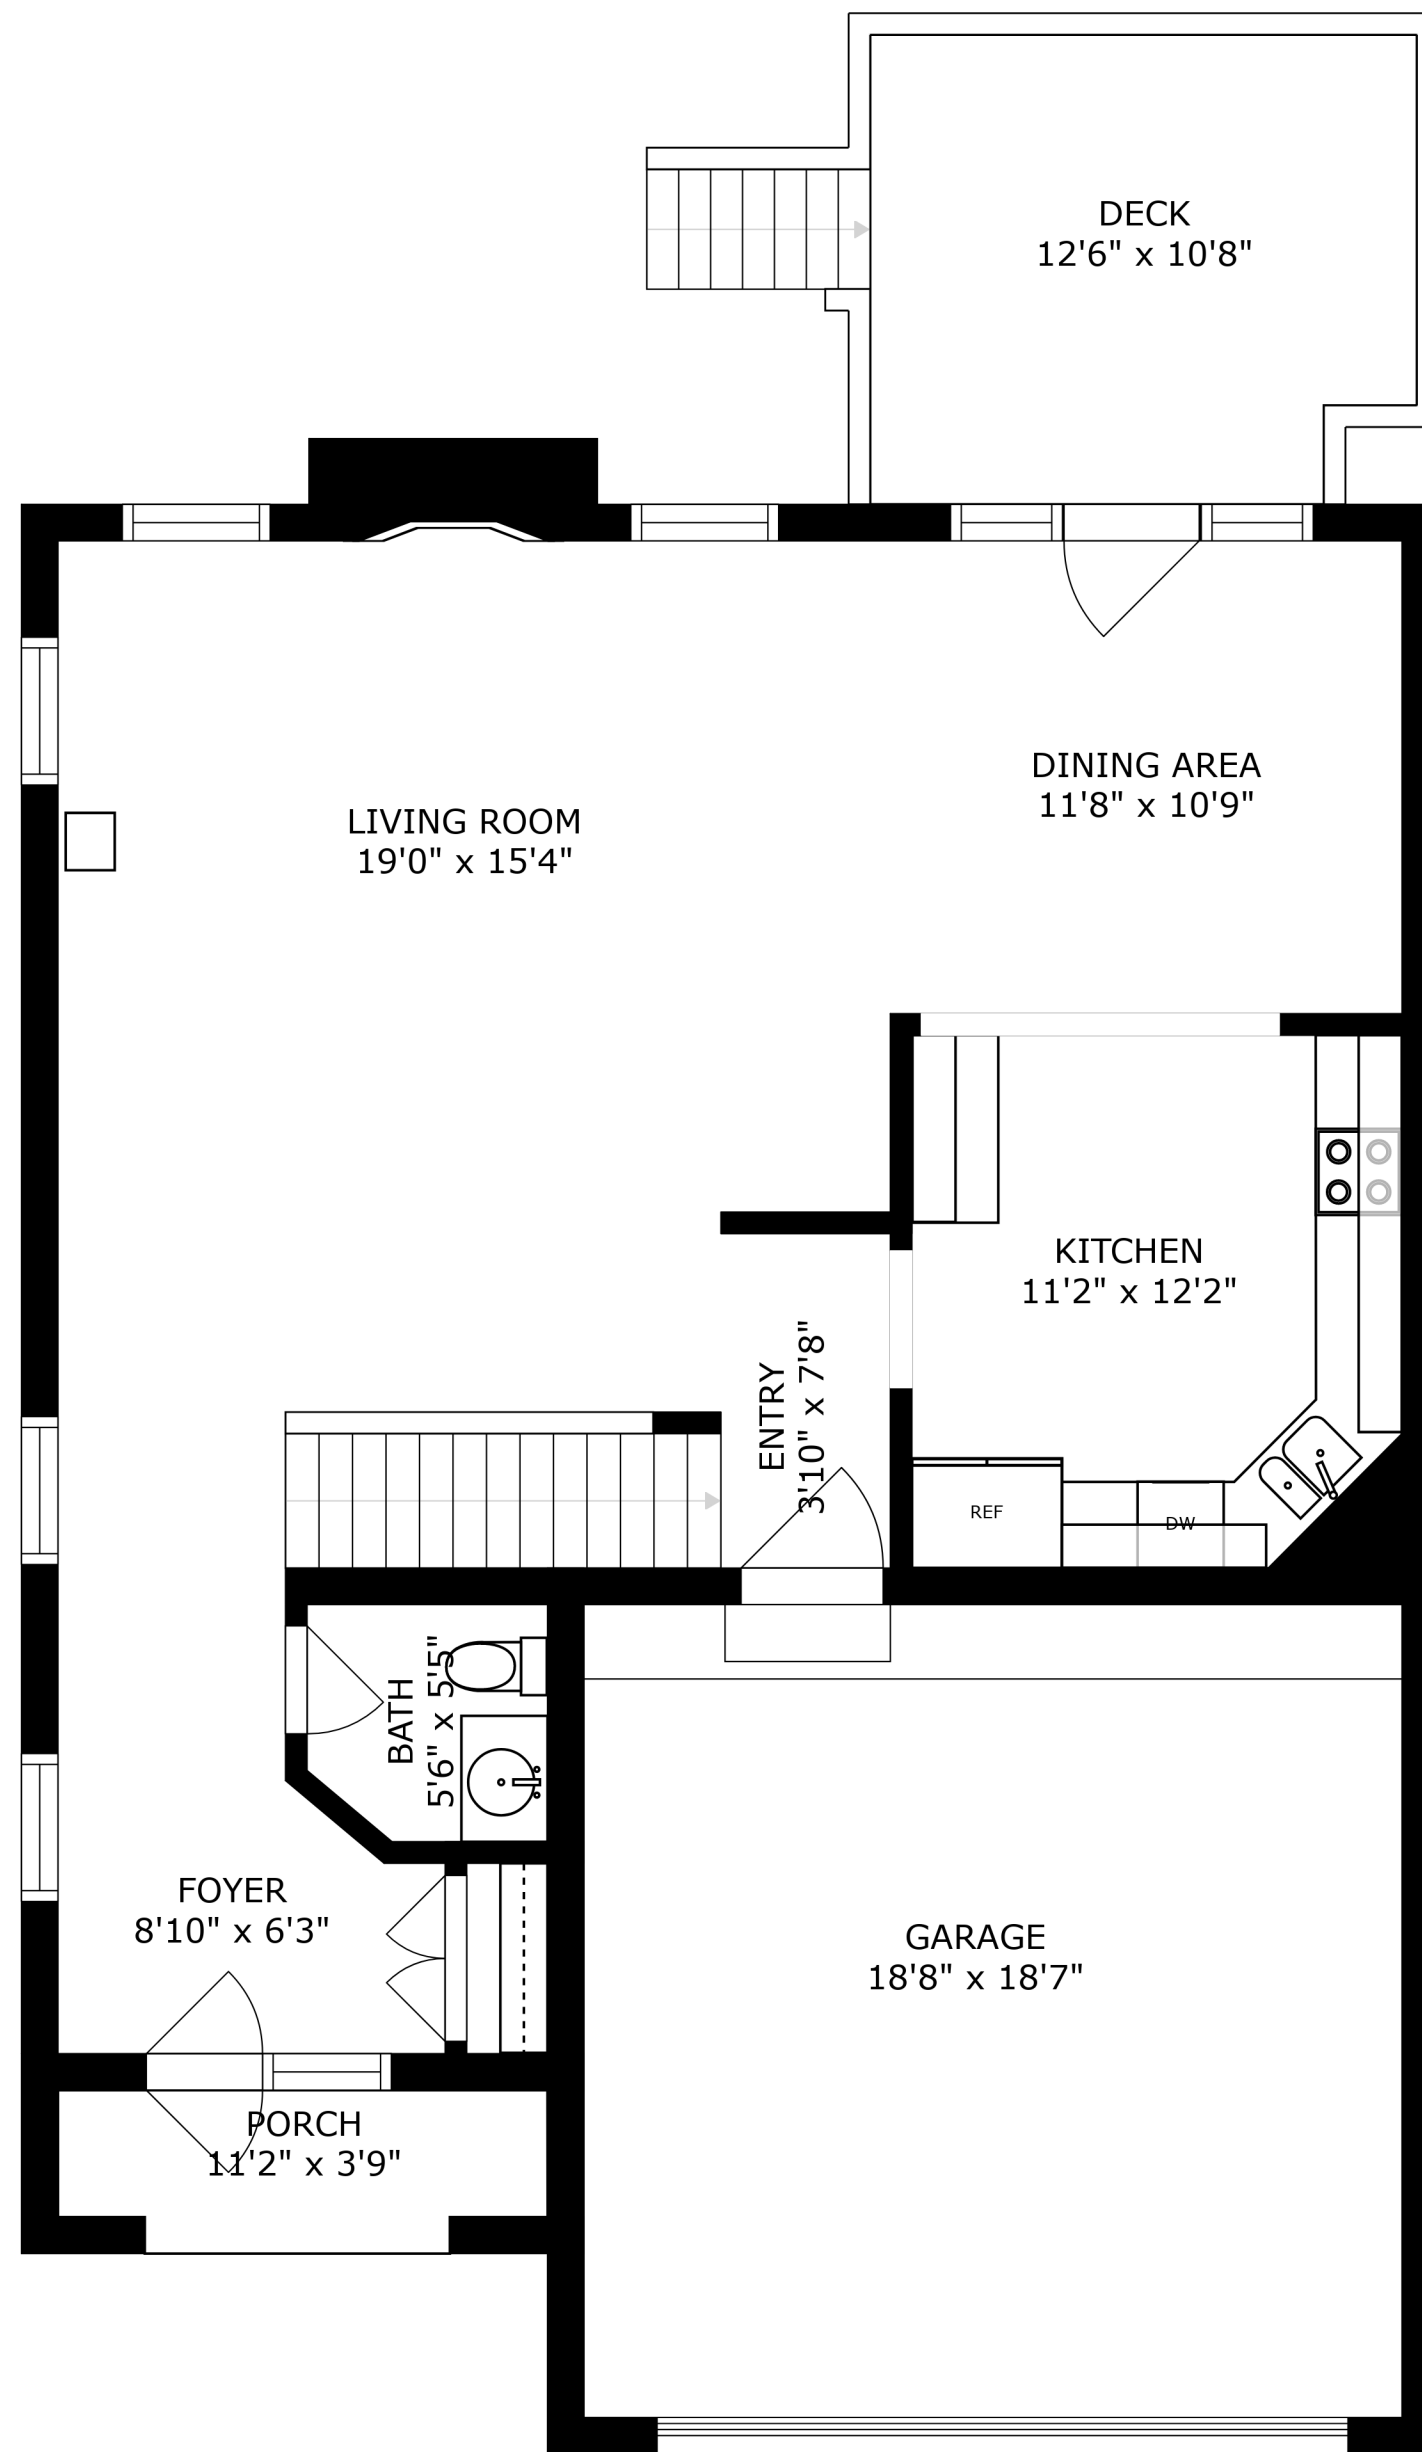 DECK
12'6" x 10'8"
DINING AREA
11'8" x 10'9"
LIVING ROOM
19'0" x 15'4"
KITCHEN
11'2" x 12'2"
ENTRY
3'10" x 7'8"
REF
DW
BATH
5'6" x 5'5"
FOYER
8'10" x 6'3"
GARAGE
18'8" x 18'7"
PORCH
11'2" x 3'9"